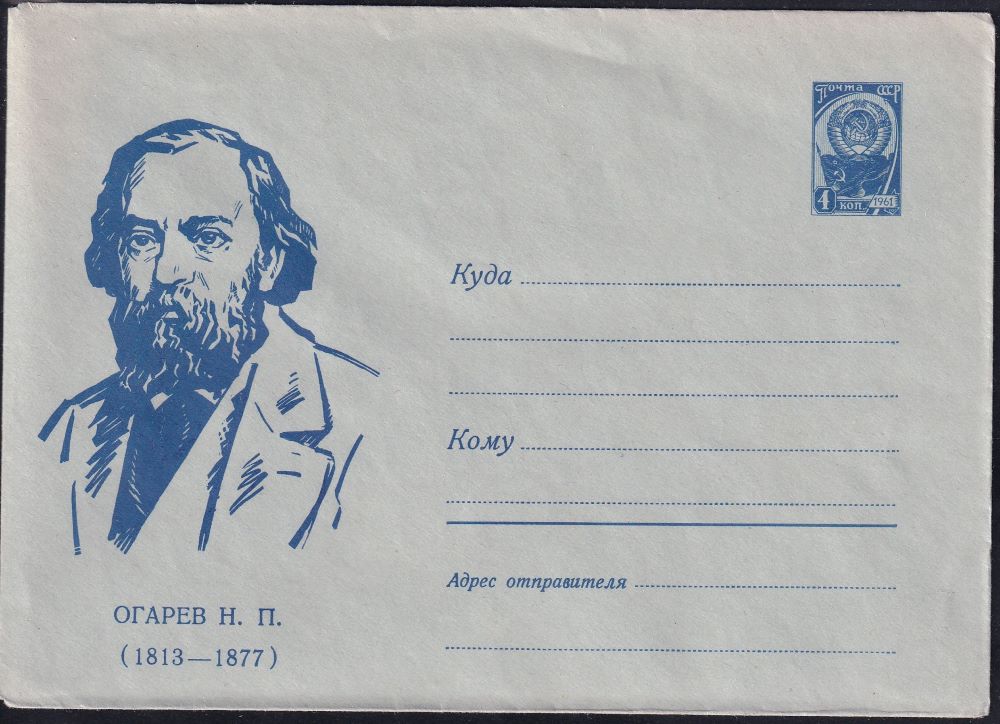 Почта СССР
4 коп. 1961
Куда
Кому
Адрес отправителя
ОГАРЕВ Н. П.
(1813—1877)